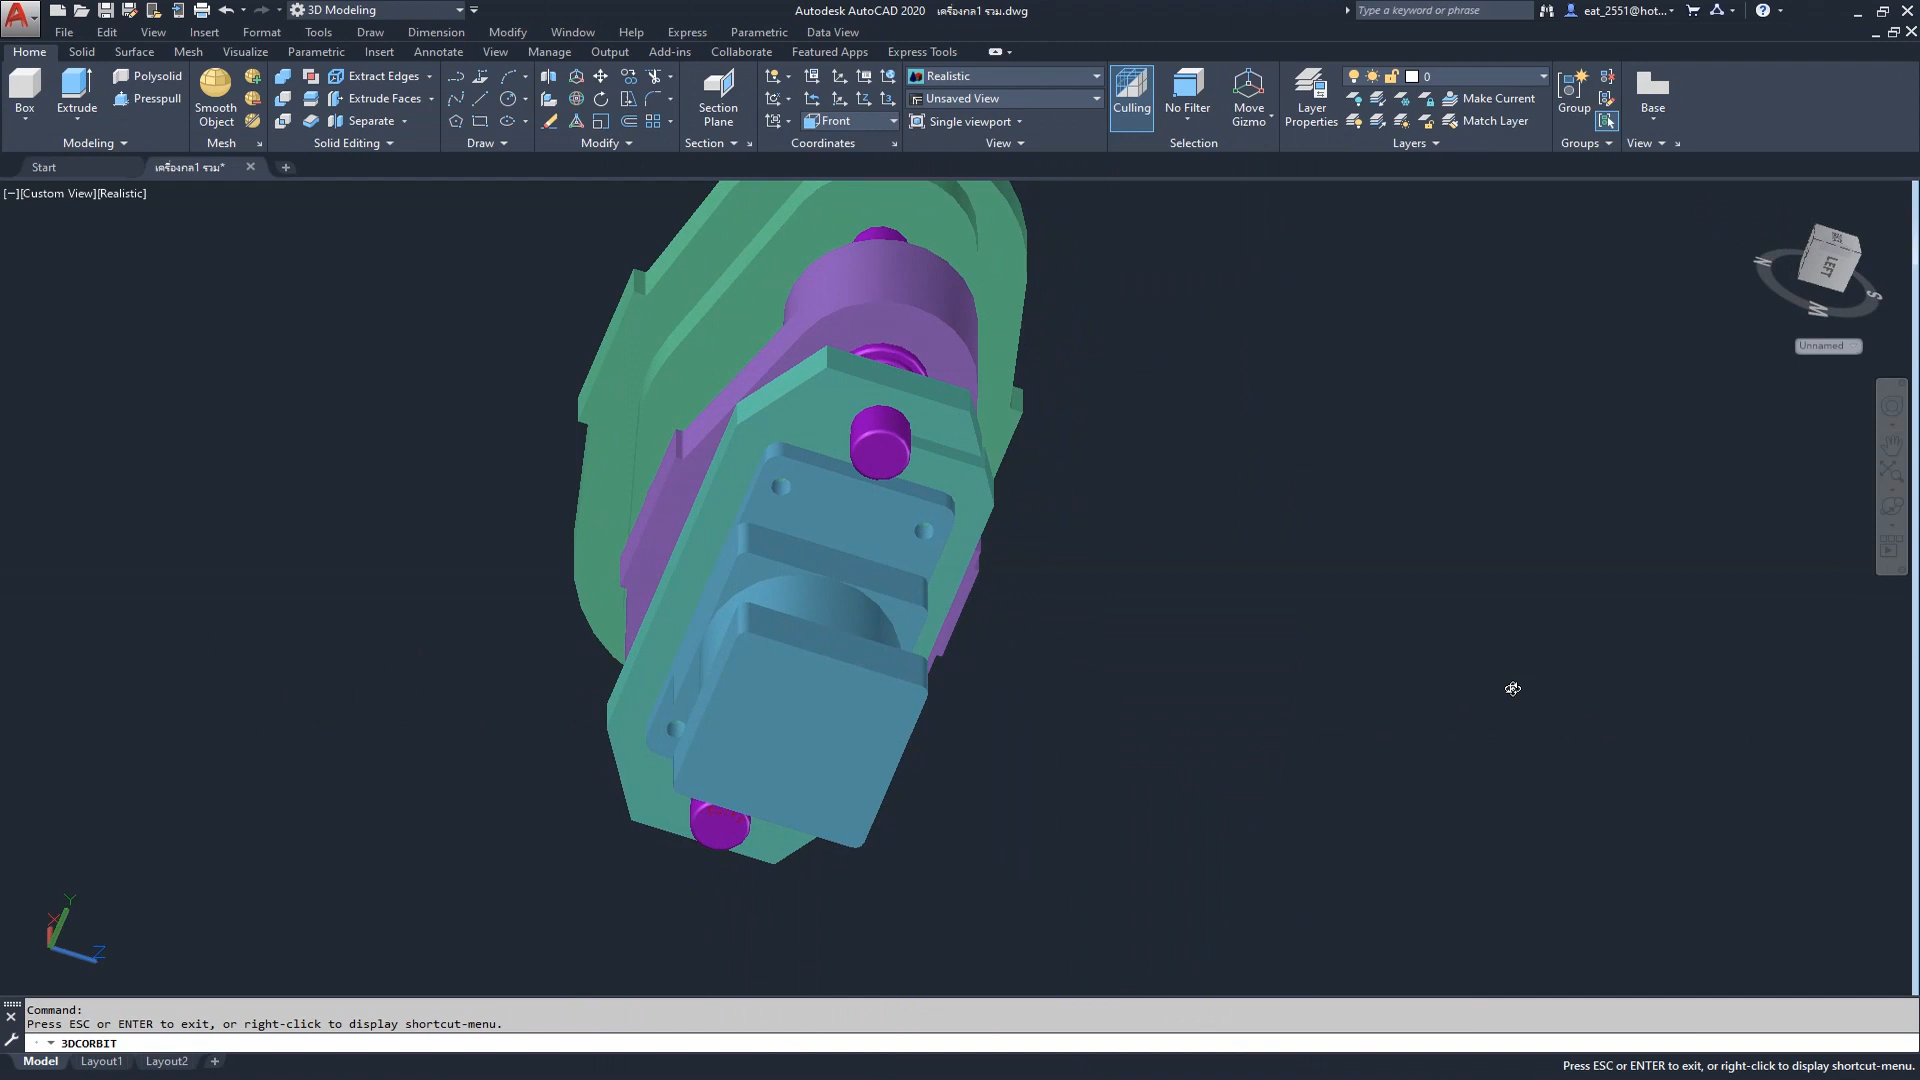 3D Modeling
Autodesk AutoCAD 2020 เครื่องกล1 รวม.dwg
Type a keyword or phrase
eat_2551@hot...
File Edit View Insert Format Tools Draw Dimension Modify Window Help Express Parametric Data View
Home Solid Surface Mesh Visualize Parametric Insert Annotate View Manage Output Add-ins Collaborate Featured Apps Express Tools
Polysolid Extract Edges Realistic 0
Box Extrude Presspull Smooth Object Extrude Faces Section Plane Unsaved View Culling No Filter Move Gizmo Layer Properties Make Current Group Base
Separate Front Single viewport Match Layer
Modeling Mesh Solid Editing Draw Modify Section Coordinates View Selection Layers Groups View
Start เครื่องกล1 รวม*
[−][Custom View][Realistic]
LEFT
N
S
W
Unnamed
Y
X
Z
Command:
Press ESC or ENTER to exit, or right-click to display shortcut-menu.
3DCORBIT
Model Layout1 Layout2
Press ESC or ENTER to exit, or right-click to display shortcut-menu.